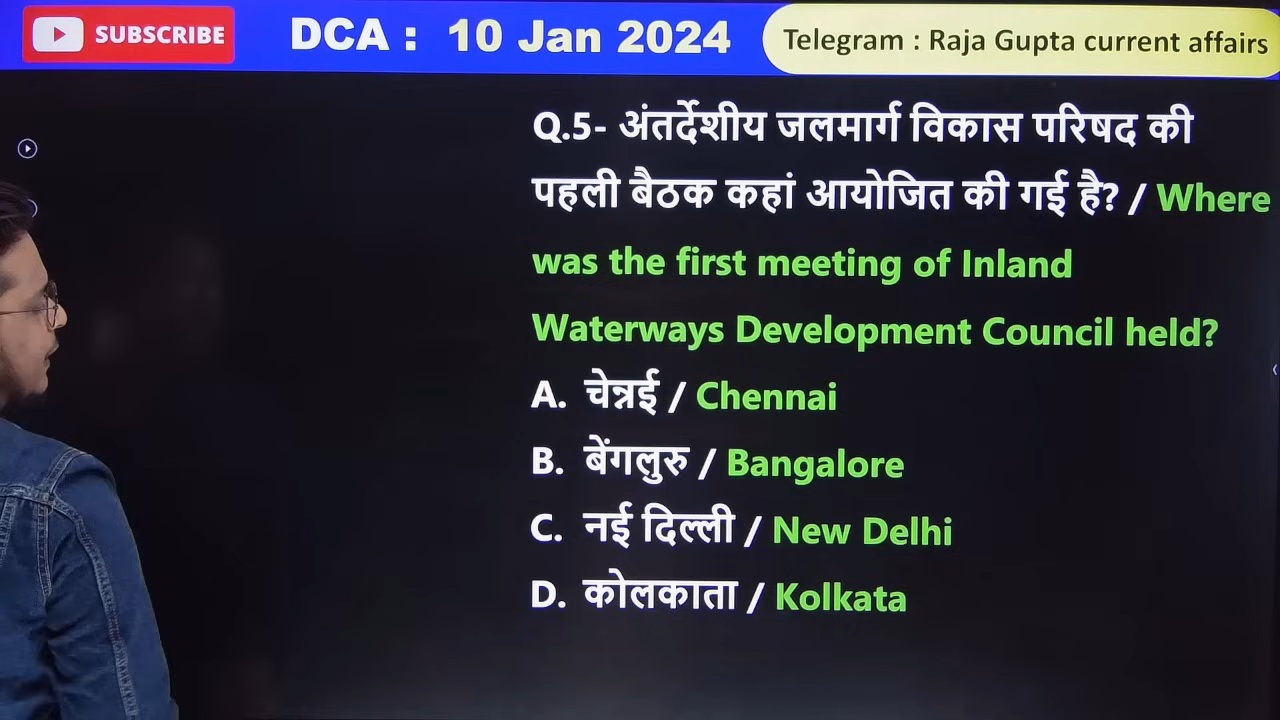 SUBSCRIBE
DCA : 10 Jan 2024
Telegram : Raja Gupta current affairs
Q.5- अंतर्देशीय जलमार्ग विकास परिषद की
पहली बैठक कहां आयोजित की गई है? / Where
was the first meeting of Inland
Waterways Development Council held?
A. चेन्नई / Chennai
B. बेंगलुरु / Bangalore
C. नई दिल्ली / New Delhi
D. कोलकाता / Kolkata